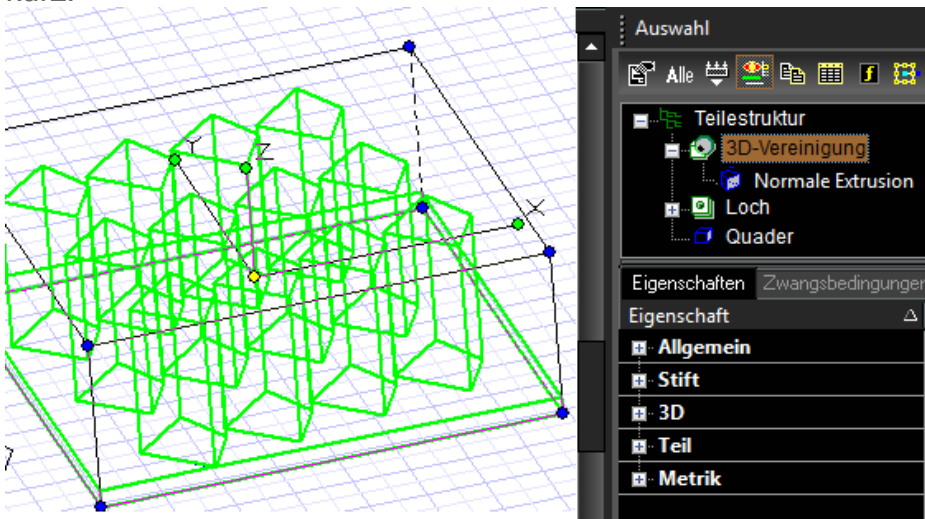 Auswahl
Alle
Teilestruktur
3D-Vereinigung
Normale Extrusion
Loch
Quader
Eigenschaften Zwangsbedingungen
Eigenschaft
Allgemein
Stift
3D
Teil
Metrik
Y
Z
X